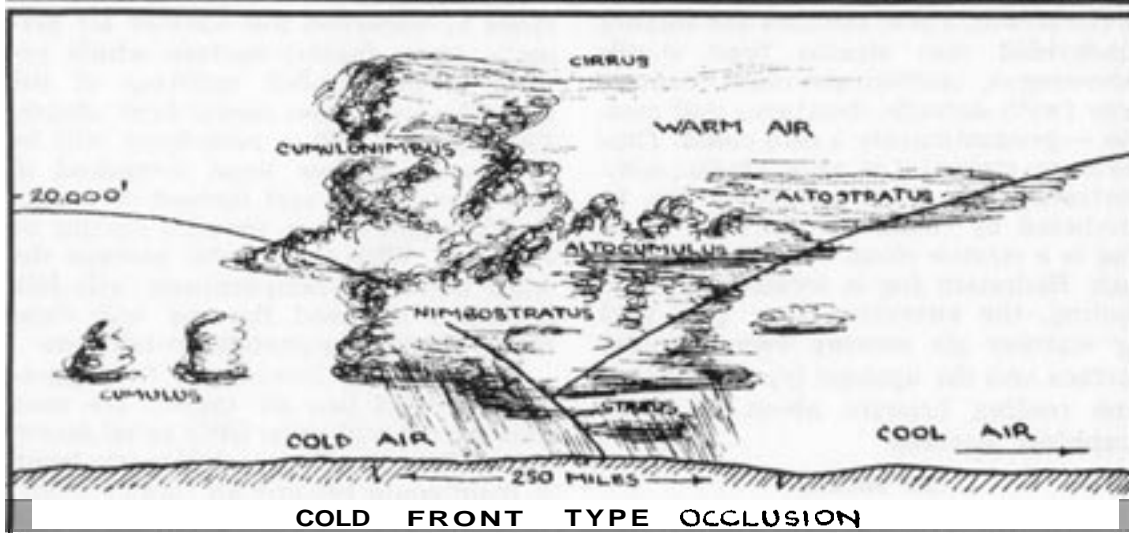 CIRRUS
WARM AIR
CUMULONIMBUS
20,000'
ALTOSTRATUS
ALTOCUMULUS
NIMBOSTRATUS
CUMULUS
STRATUS
COLD AIR
COOL AIR
250 MILES
COLD FRONT TYPE OCCLUSION